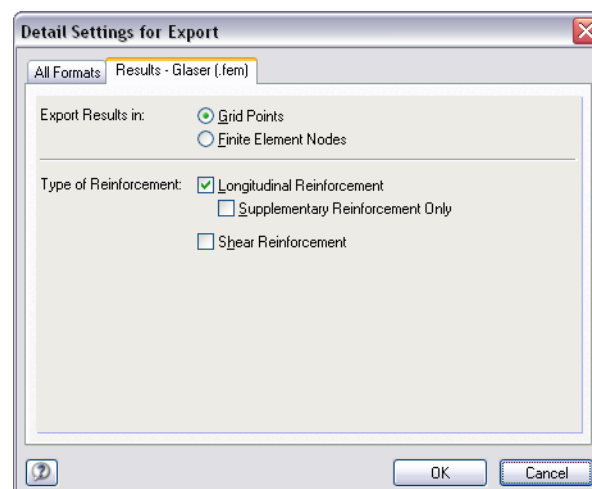 Detail Settings for Export
All Formats Results - Glaser (.fem)
Export Results in: Grid Points
Finite Element Nodes
Type of Reinforcement: Longitudinal Reinforcement
Supplementary Reinforcement Only
Shear Reinforcement
OK Cancel